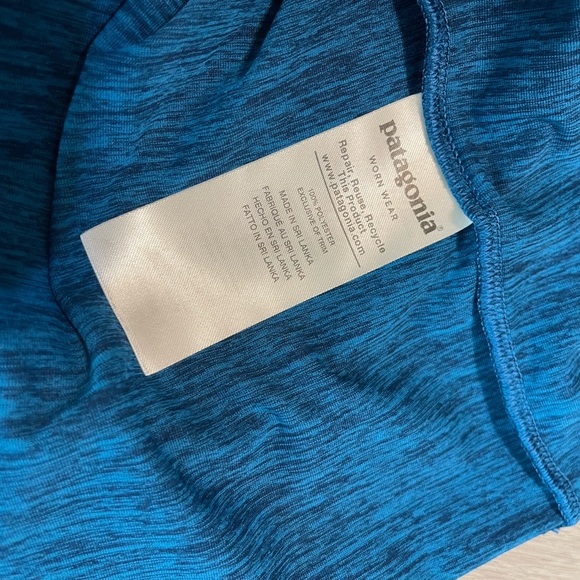 patagonia®
WORN WEAR
Repair, Reuse, Recycle
This Product
www.patagonia.com
100% POLYESTER
EXCLUSIVE OF TRIM
MADE IN SRI LANKA
FABRIQUÉ AU SRI LANKA
HECHO EN SRI LANKA
FATTO IN SRI LANKA